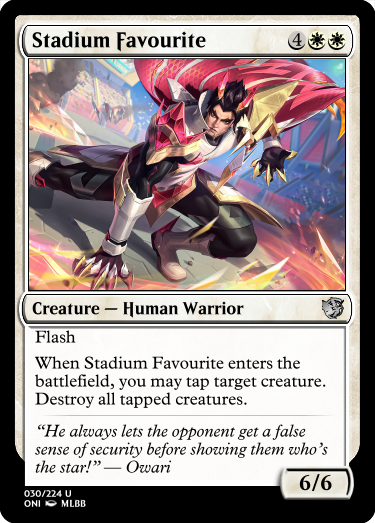 Stadium Favourite 4
Creature — Human Warrior
Flash
When Stadium Favourite enters the
battlefield, you may tap target creature.
Destroy all tapped creatures.
“He always lets the opponent get a false
sense of security before showing them who’s
the star!” — Owari
6/6
030/224 U
ONI MLBB